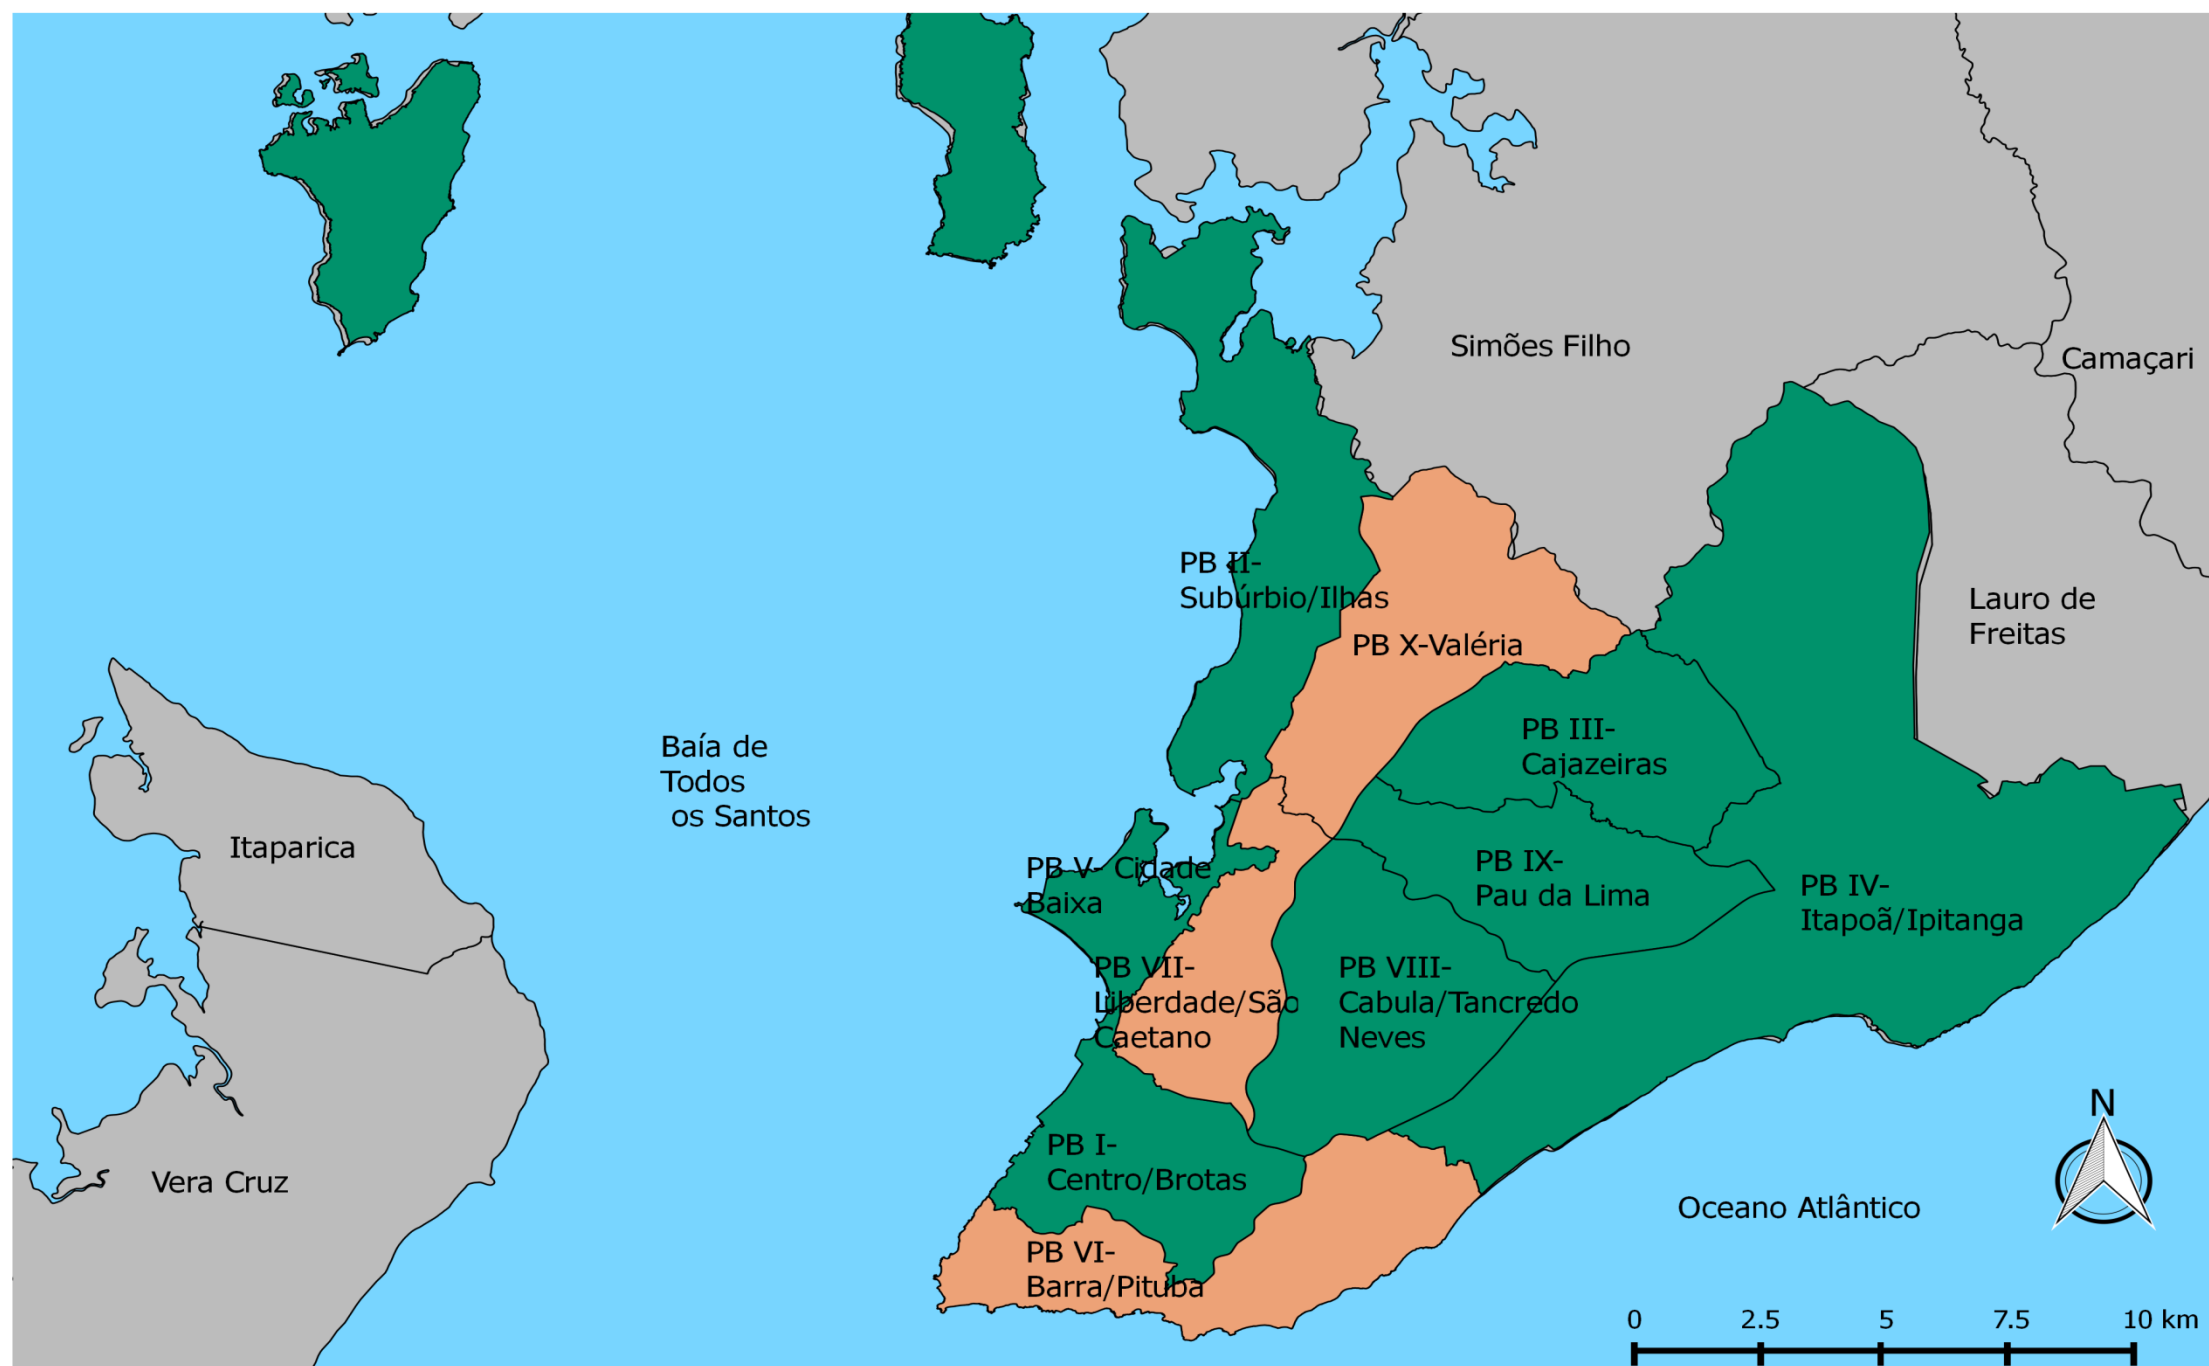 Simões Filho
Camaçari
PB II-
Subúrbio/Ilhas
Lauro de
Freitas
PB X-Valéria
PB III-
Cajazeiras
Baía de
Todos
os Santos
Itaparica
PB V- Cidade
Baixa
PB IX-
Pau da Lima
PB IV-
Itapoã/Ipitanga
PB VII-
Liberdade/São
Caetano
PB VIII-
Cabula/Tancredo
Neves
N
PB I-
Centro/Brotas
Vera Cruz
Oceano Atlântico
PB VI-
Barra/Pituba
0 2.5 5 7.5 10 km